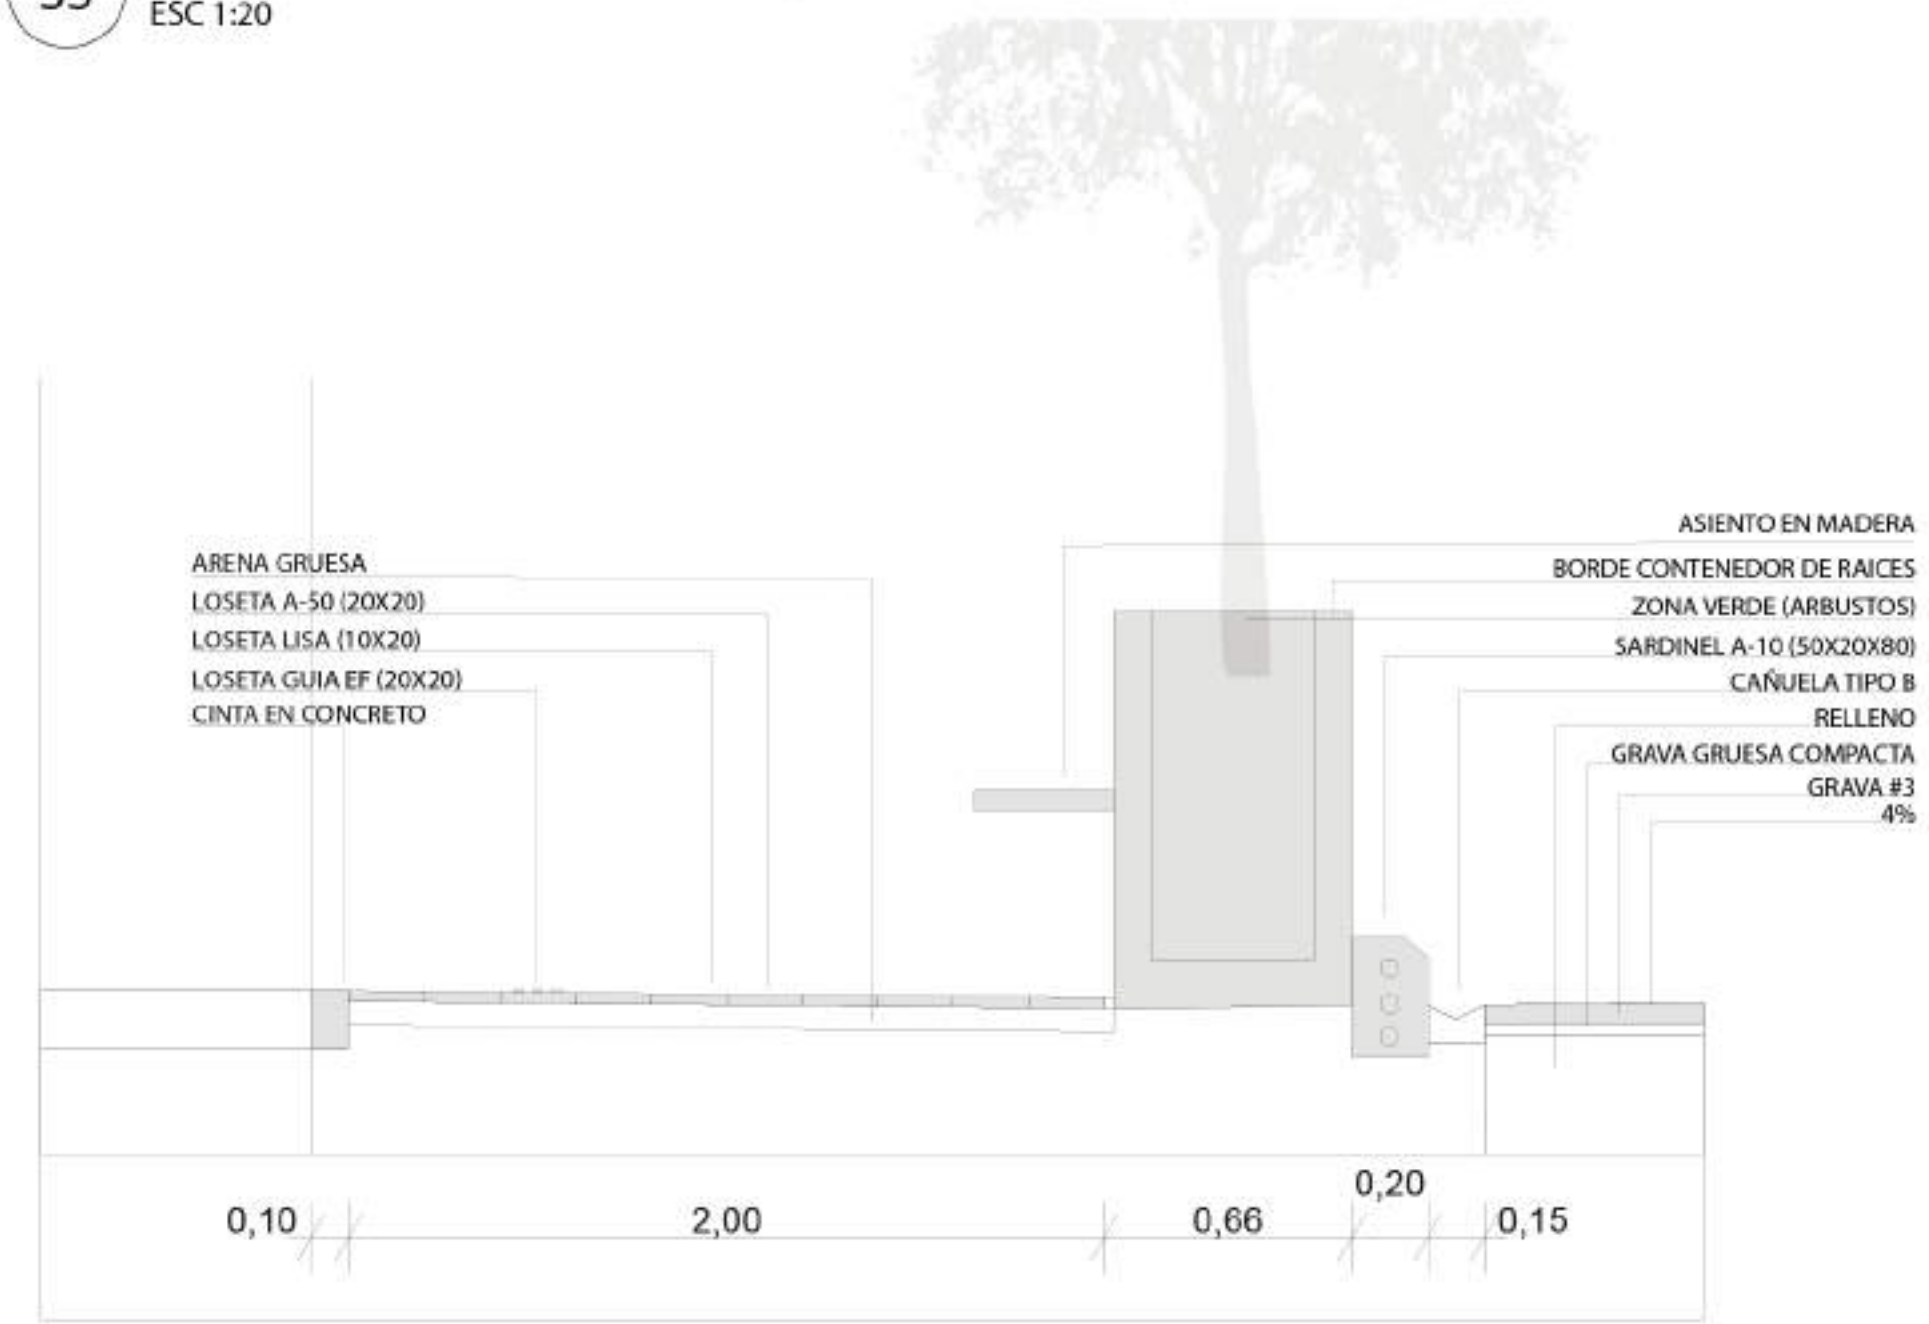 ESC 1:20
ARENA GRUESA
LOSETA A-50 (20X20)
LOSETA LISA (10X20)
LOSETA GUIA EF (20X20)
CINTA EN CONCRETO
ASIENTO EN MADERA
BORDE CONTENEDOR DE RAICES
ZONA VERDE (ARBUSTOS)
SARDINEL A-10 (50X20X80)
CAÑUELA TIPO B
RELLENO
GRAVA GRUESA COMPACTA
GRAVA #3
4%
0,10
2,00
0,66
0,20
0,15